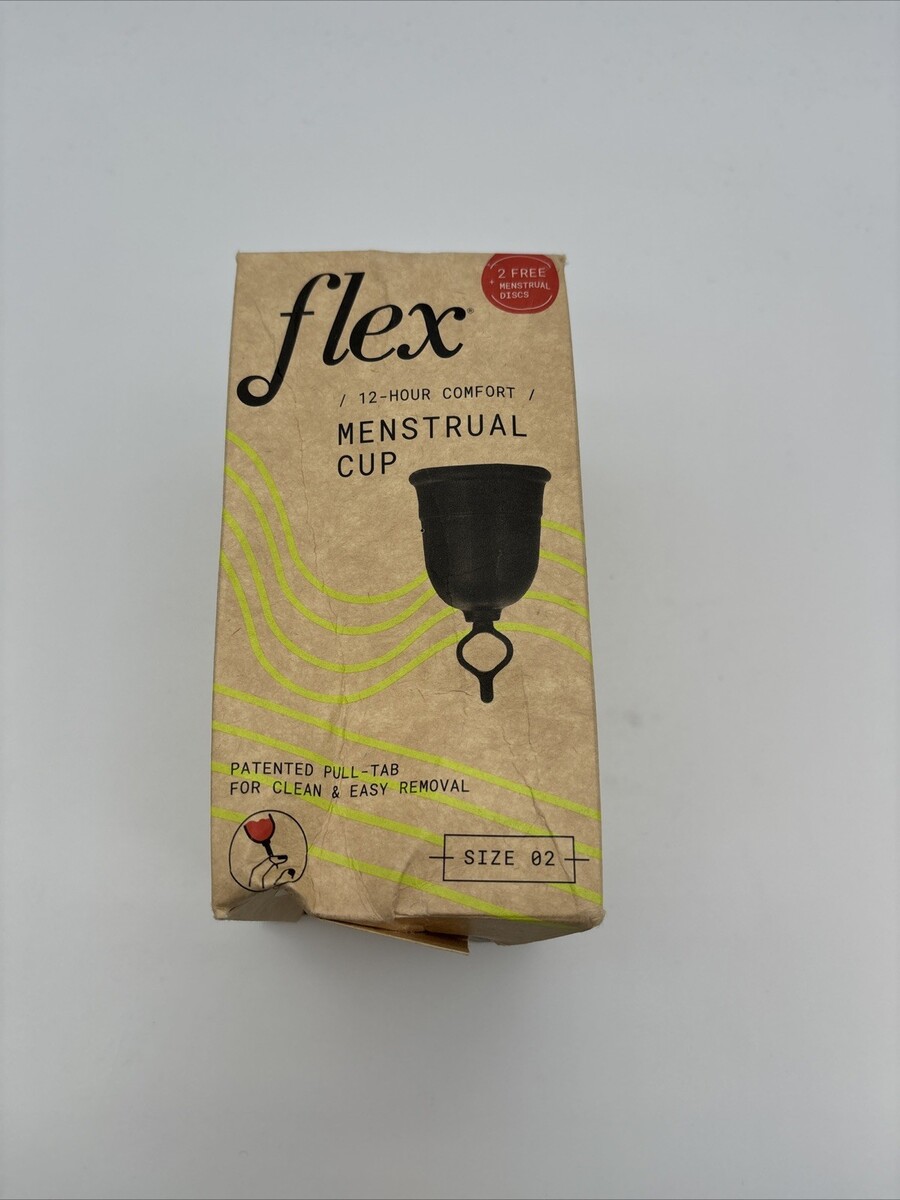 flex®
2 FREE
+ MENSTRUAL
DISCS
/ 12-HOUR COMFORT /
MENSTRUAL
CUP
PATENTED PULL-TAB
FOR CLEAN & EASY REMOVAL
SIZE 02